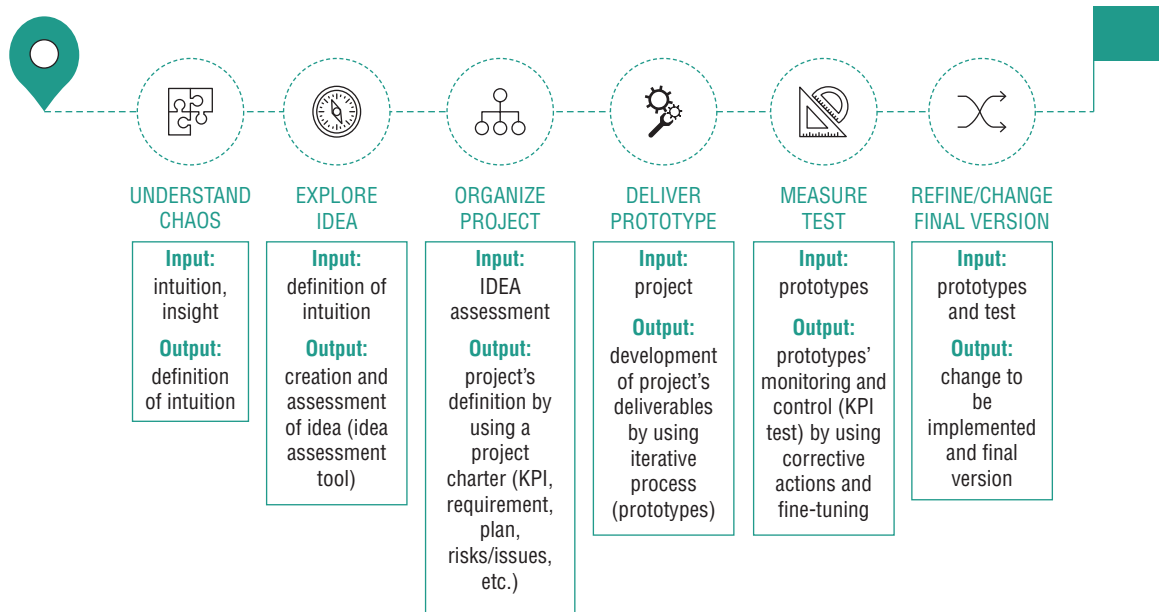 UNDERSTAND
CHAOS
Input:
intuition,
insight
Output:
definition
of intuition
EXPLORE
IDEA
Input:
definition of
intuition
Output:
creation and
assessment
of idea (idea
assessment
tool)
ORGANIZE
PROJECT
Input:
IDEA
assessment
Output:
project’s
definition by
using a
project
charter (KPI,
requirement,
plan,
risks/issues,
etc.)
DELIVER
PROTOTYPE
Input:
project
Output:
development
of project’s
deliverables
by using
iterative
process
(prototypes)
MEASURE
TEST
Input:
prototypes
Output:
prototypes’
monitoring and
control (KPI
test) by using
corrective
actions and
fine-tuning
REFINE/CHANGE
FINAL VERSION
Input:
prototypes
and test
Output:
change to
be
implemented
and final
version